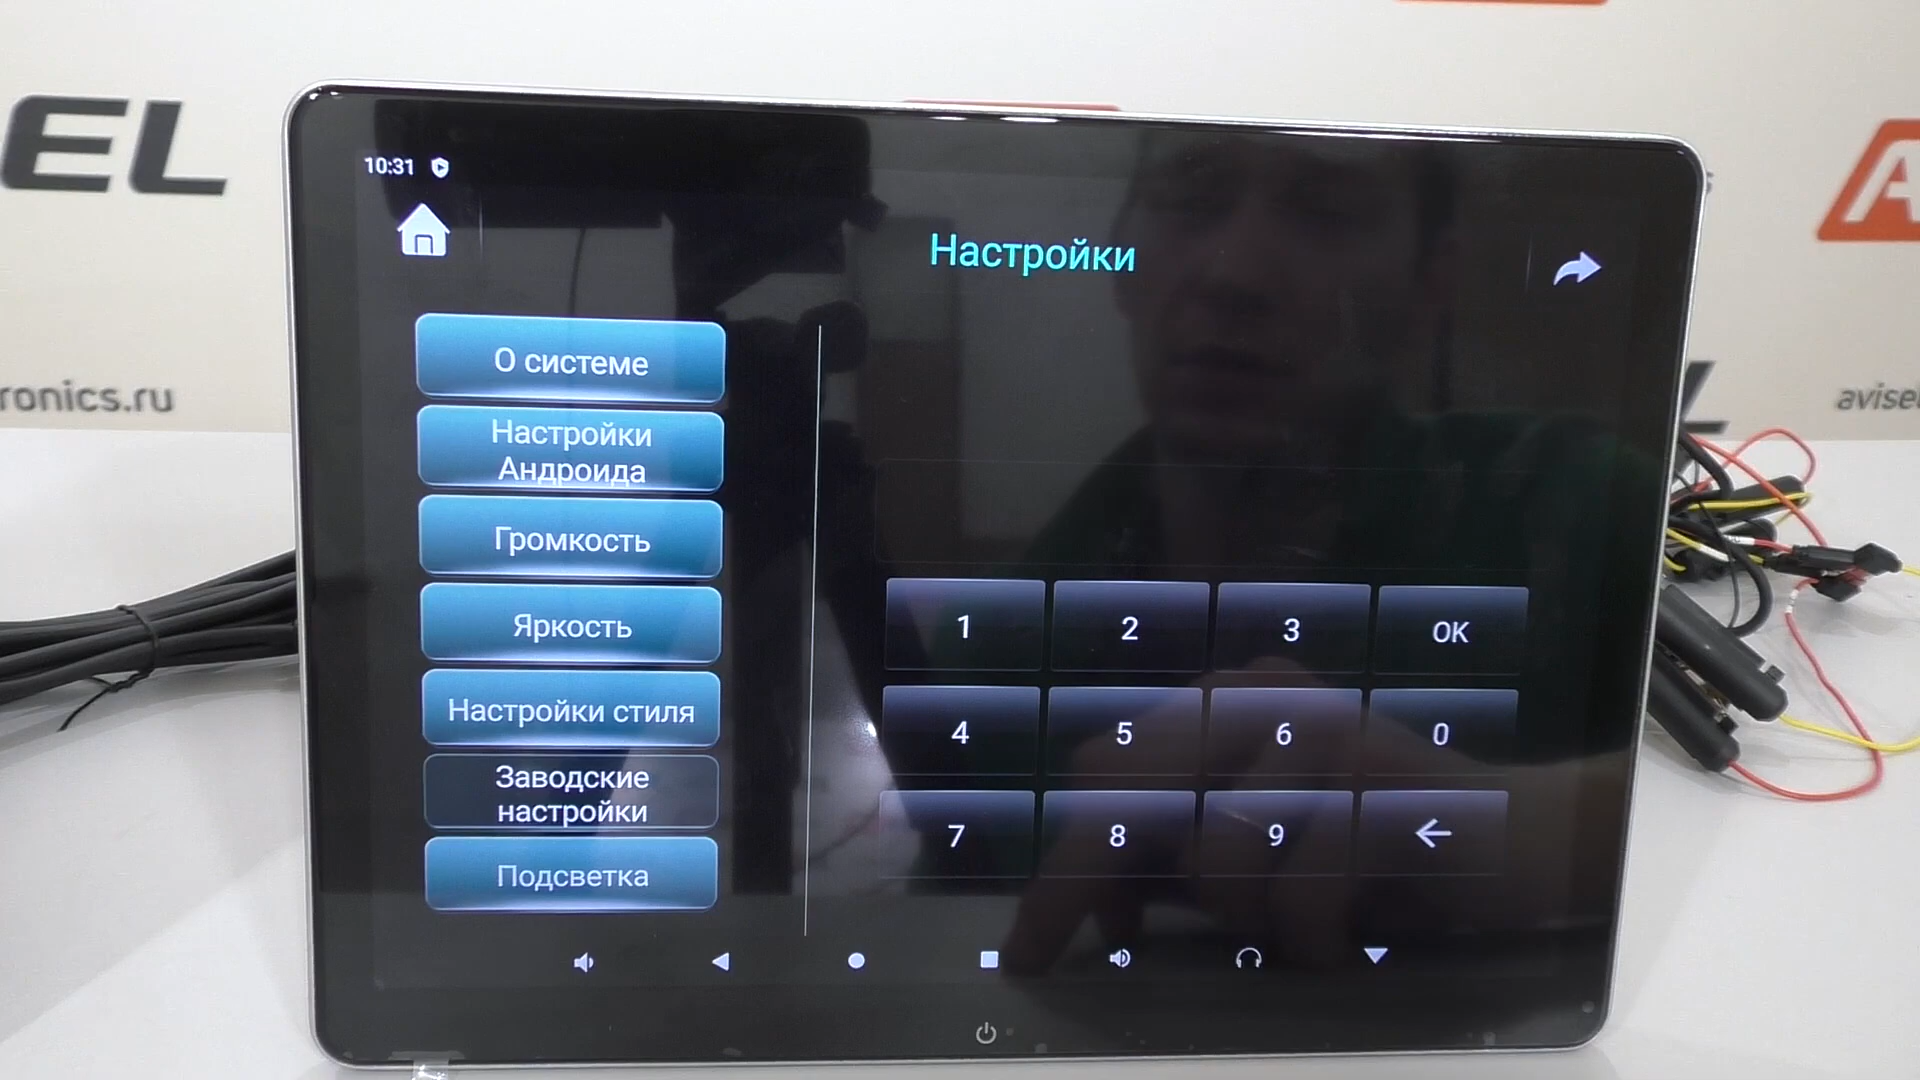 EL
A
ronics.ru
avisel
10:31
Настройки
О системе
Настройки
Андроида
Громкость
Яркость
Настройки стиля
Заводские
настройки
Подсветка
1 2 3 OK
4 5 6 0
7 8 9